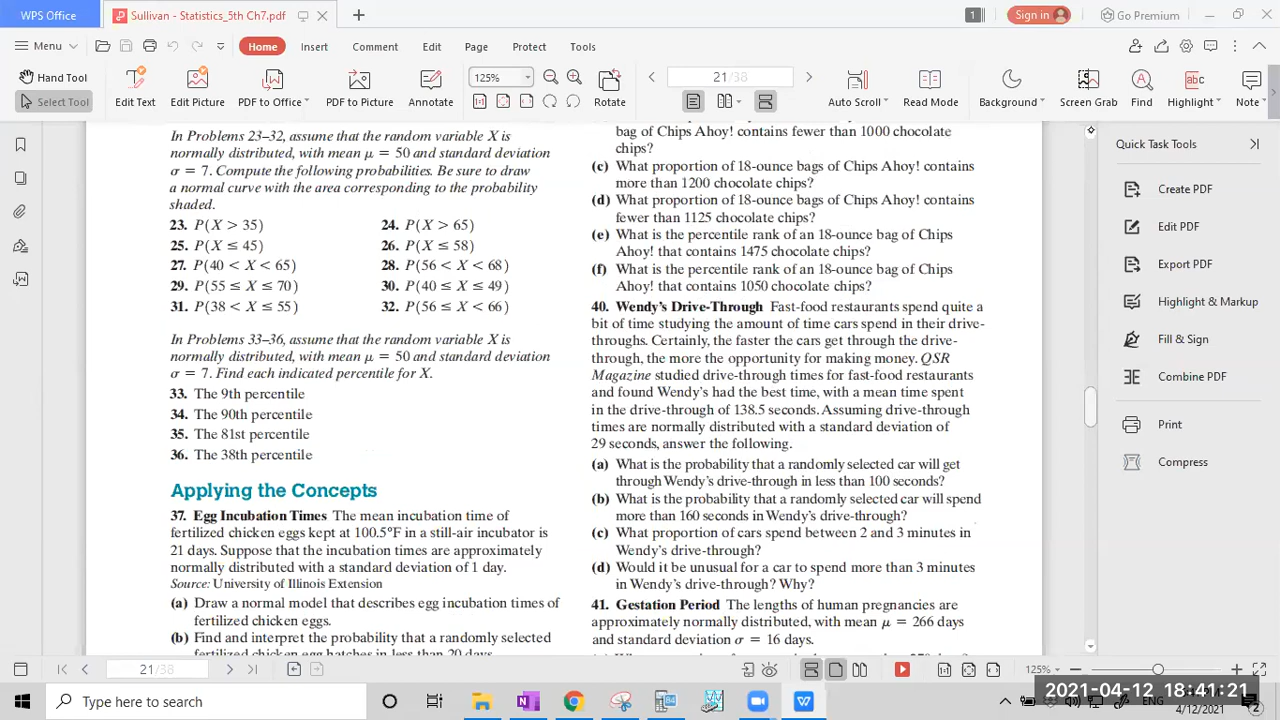 WPS Office
Sullivan - Statistics_5th Ch7.pdf
1
Sign in
Go Premium
Menu
Home
Insert
Comment
Edit
Page
Protect
Tools
Hand Tool
Select Tool
Edit Text
Edit Picture
PDF to Office
PDF to Picture
Annotate
125%
Rotate
21/38
Auto Scroll
Read Mode
Background
Screen Grab
Find
Highlight
Note
In Problems 23–32, assume that the random variable X is
normally distributed, with mean μ = 50 and standard deviation
σ = 7. Compute the following probabilities. Be sure to draw
a normal curve with the area corresponding to the probability
shaded.
23. P(X > 35)
24. P(X > 65)
25. P(X ≤ 45)
26. P(X ≤ 58)
27. P(40 < X < 65)
28. P(56 < X < 68)
29. P(55 ≤ X ≤ 70)
30. P(40 ≤ X ≤ 49)
31. P(38 < X ≤ 55)
32. P(56 ≤ X < 66)
In Problems 33–36, assume that the random variable X is
normally distributed, with mean μ = 50 and standard deviation
σ = 7. Find each indicated percentile for X.
33. The 9th percentile
34. The 90th percentile
35. The 81st percentile
36. The 38th percentile
Applying the Concepts
37. Egg Incubation Times The mean incubation time of
fertilized chicken eggs kept at 100.5°F in a still-air incubator is
21 days. Suppose that the incubation times are approximately
normally distributed with a standard deviation of 1 day.
Source: University of Illinois Extension
(a) Draw a normal model that describes egg incubation times of
fertilized chicken eggs.
(b) Find and interpret the probability that a randomly selected
fertilized chicken egg hatches in less than 20 days.
bag of Chips Ahoy! contains fewer than 1000 chocolate
chips?
(c) What proportion of 18-ounce bags of Chips Ahoy! contains
more than 1200 chocolate chips?
(d) What proportion of 18-ounce bags of Chips Ahoy! contains
fewer than 1125 chocolate chips?
(e) What is the percentile rank of an 18-ounce bag of Chips
Ahoy! that contains 1475 chocolate chips?
(f) What is the percentile rank of an 18-ounce bag of Chips
Ahoy! that contains 1050 chocolate chips?
40. Wendy's Drive-Through Fast-food restaurants spend quite a
bit of time studying the amount of time cars spend in their drive-
throughs. Certainly, the faster the cars get through the drive-
through, the more the opportunity for making money. QSR
Magazine studied drive-through times for fast-food restaurants
and found Wendy's had the best time, with a mean time spent
in the drive-through of 138.5 seconds. Assuming drive-through
times are normally distributed with a standard deviation of
29 seconds, answer the following.
(a) What is the probability that a randomly selected car will get
through Wendy's drive-through in less than 100 seconds?
(b) What is the probability that a randomly selected car will spend
more than 160 seconds in Wendy's drive-through?
(c) What proportion of cars spend between 2 and 3 minutes in
Wendy's drive-through?
(d) Would it be unusual for a car to spend more than 3 minutes
in Wendy's drive-through? Why?
41. Gestation Period The lengths of human pregnancies are
approximately normally distributed, with mean μ = 266 days
and standard deviation σ = 16 days.
Quick Task Tools
Create PDF
Edit PDF
Export PDF
Highlight & Markup
Fill & Sign
Combine PDF
Print
Compress
21/38
125%
Type here to search
2021-04-12 18:41:21
4/12/2021